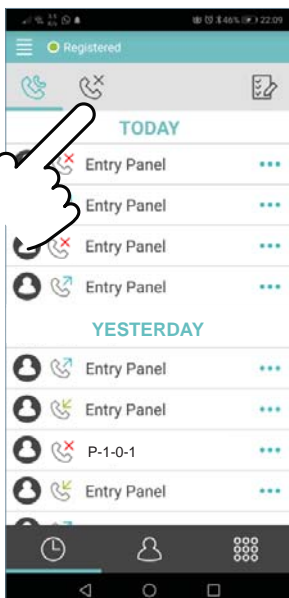 46% 22:09
Registered
TODAY
Entry Panel
Entry Panel
Entry Panel
Entry Panel
YESTERDAY
Entry Panel
Entry Panel
P-1-0-1
Entry Panel